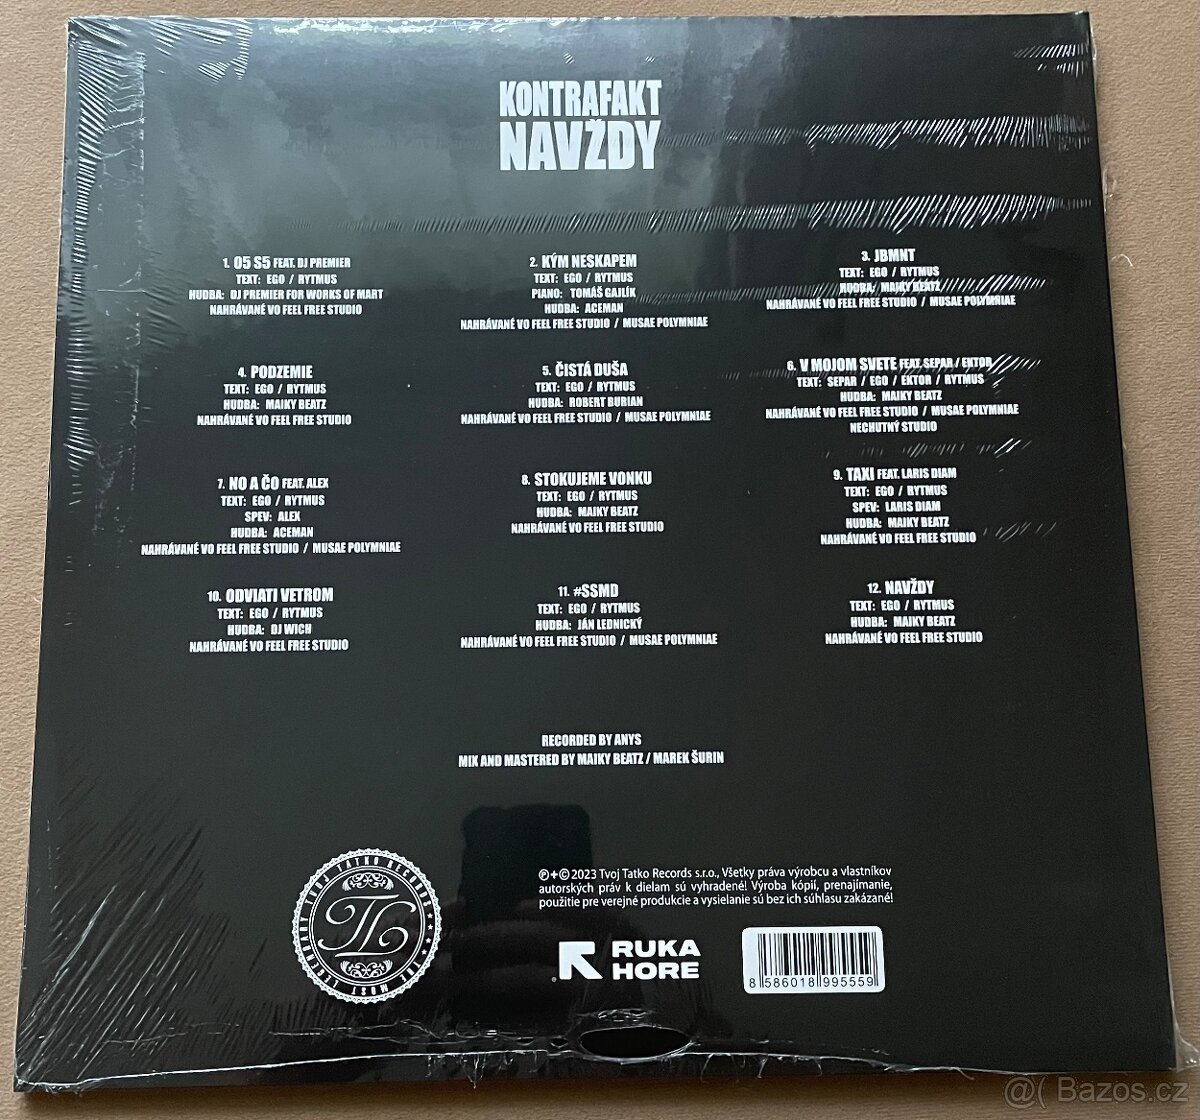 KONTRAFAKT
NAVŽDY
1. 05 S5 FEAT. DJ PREMIER
TEXT: EGO / RYTMUS
HUDBA: DJ PREMIER FOR WORKS OF MART
NAHRÁVANÉ VO FEEL FREE STUDIO
2. KÝM NESKAPEM
TEXT: EGO / RYTMUS
PIANO: TOMÁŠ GAJLÍK
HUDBA: ACEMAN
NAHRÁVANÉ VO FEEL FREE STUDIO / MUSAE POLYMNIAE
3. JBMNT
TEXT: EGO / RYTMUS
HUDBA: MAIKY BEATZ
NAHRÁVANÉ VO FEEL FREE STUDIO / MUSAE POLYMNIAE
4. PODZEMIE
TEXT: EGO / RYTMUS
HUDBA: MAIKY BEATZ
NAHRÁVANÉ VO FEEL FREE STUDIO
5. ČISTÁ DUŠA
TEXT: EGO / RYTMUS
HUDBA: ROBERT BURIAN
NAHRÁVANÉ VO FEEL FREE STUDIO / MUSAE POLYMNIAE
6. V MOJOM SVETE FEAT. SEPAR / EKTOR
TEXT: SEPAR / EGO / EKTOR / RYTMUS
HUDBA: MAIKY BEATZ
NAHRÁVANÉ VO FEEL FREE STUDIO / MUSAE POLYMNIAE
NECHUTNÝ STUDIO
7. NO A ČO FEAT. ALEX
TEXT: EGO / RYTMUS
SPEV: ALEX
HUDBA: ACEMAN
NAHRÁVANÉ VO FEEL FREE STUDIO / MUSAE POLYMNIAE
8. STOKUJEME VONKU
TEXT: EGO / RYTMUS
HUDBA: MAIKY BEATZ
NAHRÁVANÉ VO FEEL FREE STUDIO
9. TAXI FEAT. LARIS DIAM
TEXT: EGO / RYTMUS
SPEV: LARIS DIAM
HUDBA: MAIKY BEATZ
NAHRÁVANÉ VO FEEL FREE STUDIO
10. ODVIATI VETROM
TEXT: EGO / RYTMUS
HUDBA: DJ WICH
NAHRÁVANÉ VO FEEL FREE STUDIO
11. #SSMD
TEXT: EGO / RYTMUS
HUDBA: JÁN LEDNICKÝ
NAHRÁVANÉ VO FEEL FREE STUDIO / MUSAE POLYMNIAE
12. NAVŽDY
TEXT: EGO / RYTMUS
HUDBA: MAIKY BEATZ
NAHRÁVANÉ VO FEEL FREE STUDIO
RECORDED BY ANYS
MIX AND MASTERED BY MAIKY BEATZ / MAREK ŠURIN
LEGENDARY TVOJ TATKO RECORDS ★ ★ ★ ★ ★ THE MOST
TL
℗+© 2023 Tvoj Tatko Records s.r.o., Všetky práva výrobcu a vlastníkov
autorských práv k dielam sú vyhradené! Výroba kópií, prenajímanie,
použitie pre verejné produkcie a vysielanie sú bez ich súhlasu zakázané!
RUKA
HORE
8 586018 995559
@( Bazos.cz